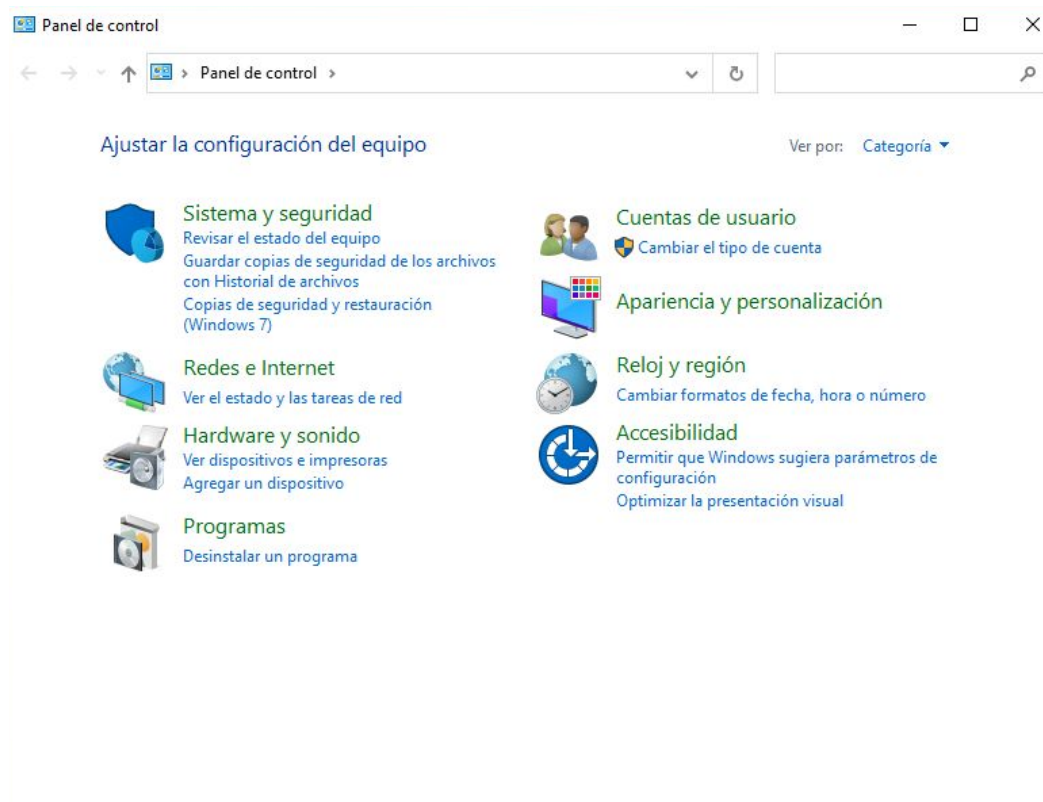 Panel de control
Panel de control
Ajustar la configuración del equipo
Ver por: Categoría
Sistema y seguridad
Revisar el estado del equipo
Guardar copias de seguridad de los archivos
con Historial de archivos
Copias de seguridad y restauración
(Windows 7)
Redes e Internet
Ver el estado y las tareas de red
Hardware y sonido
Ver dispositivos e impresoras
Agregar un dispositivo
Programas
Desinstalar un programa
Cuentas de usuario
Cambiar el tipo de cuenta
Apariencia y personalización
Reloj y región
Cambiar formatos de fecha, hora o número
Accesibilidad
Permitir que Windows sugiera parámetros de
configuración
Optimizar la presentación visual